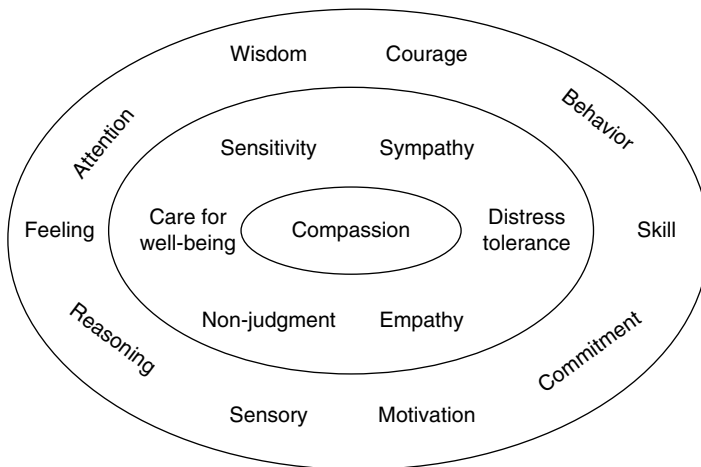 Wisdom Courage
Attention
Behavior
Sensitivity Sympathy
Feeling
Care for
well-being
Compassion
Distress
tolerance
Skill
Reasoning
Non-judgment Empathy
Commitment
Sensory Motivation